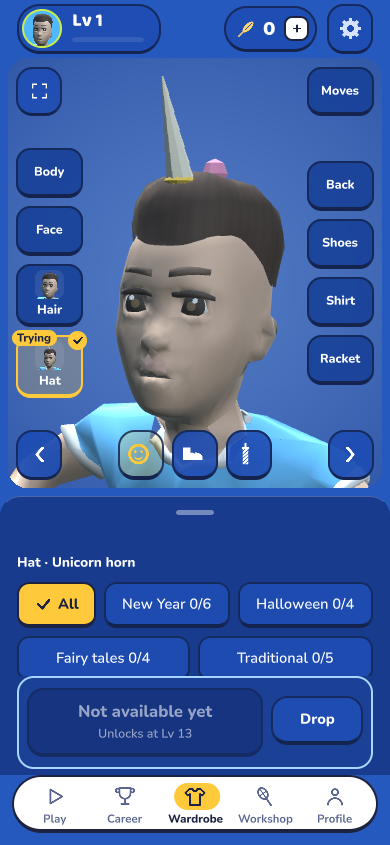 Lv 1
0
+
Moves
Body
Back
Face
Shoes
Hair
Shirt
Trying
Hat
Racket
Hat · Unicorn horn
All
New Year 0/6
Halloween 0/4
Fairy tales 0/4
Traditional 0/5
Not available yet
Unlocks at Lv 13
Drop
Play
Career
Wardrobe
Workshop
Profile